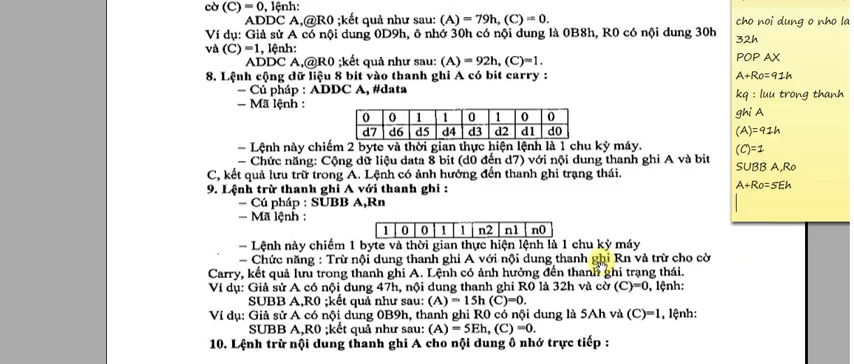 cờ (C) = 0, lệnh:
ADDC A,@R0 ;kết quả như sau: (A) = 79h, (C) = 0.
Ví dụ: Giả sử A có nội dung 0D9h, ô nhớ 30h có nội dung là 0B8h, R0 có nội dung 30h
và (C) =1, lệnh:
ADDC A,@R0 ;kết quả như sau: (A) = 92h, (C)=1.
8. Lệnh cộng dữ liệu 8 bit vào thanh ghi A có bit carry :
– Cú pháp : ADDC A, #data
– Mã lệnh :
0 0 1 1 0 1 0 0
d7 d6 d5 d4 d3 d2 d1 d0
– Lệnh này chiếm 2 byte và thời gian thực hiện lệnh là 1 chu kỳ máy.
– Chức năng: Cộng dữ liệu data 8 bit (d0 đến d7) với nội dung thanh ghi A và bit
C, kết quả lưu trữ trong A. Lệnh có ảnh hưởng đến thanh ghi trạng thái.
9. Lệnh trừ thanh ghi A với thanh ghi :
– Cú pháp : SUBB A,Rn
– Mã lệnh :
1 0 0 1 1 n2 n1 n0
– Lệnh này chiếm 1 byte và thời gian thực hiện lệnh là 1 chu kỳ máy
– Chức năng : Trừ nội dung thanh ghi A với nội dung thanh ghi Rn và trừ cho cờ
Carry, kết quả lưu trong thanh ghi A. Lệnh có ảnh hưởng đến thanh ghi trạng thái.
Ví dụ: Giả sử A có nội dung 47h, nội dung thanh ghi R0 là 32h và cờ (C)=0, lệnh:
SUBB A,R0 ;kết quả như sau: (A) = 15h (C)=0.
Ví dụ: Giả sử A có nội dung 0B9h, thanh ghi R0 có nội dung là 5Ah và (C)=1, lệnh:
SUBB A,R0 ;kết quả như sau: (A) = 5Eh, (C) =0.
10. Lệnh trừ nội dung thanh ghi A cho nội dung ô nhớ trực tiếp :
cho noi dung o nho la
32h
POP AX
A+Ro=91h
kq : luu trong thanh
ghi A
(A)=91h
(C)=1
SUBB A,Ro
A+Ro=5Eh